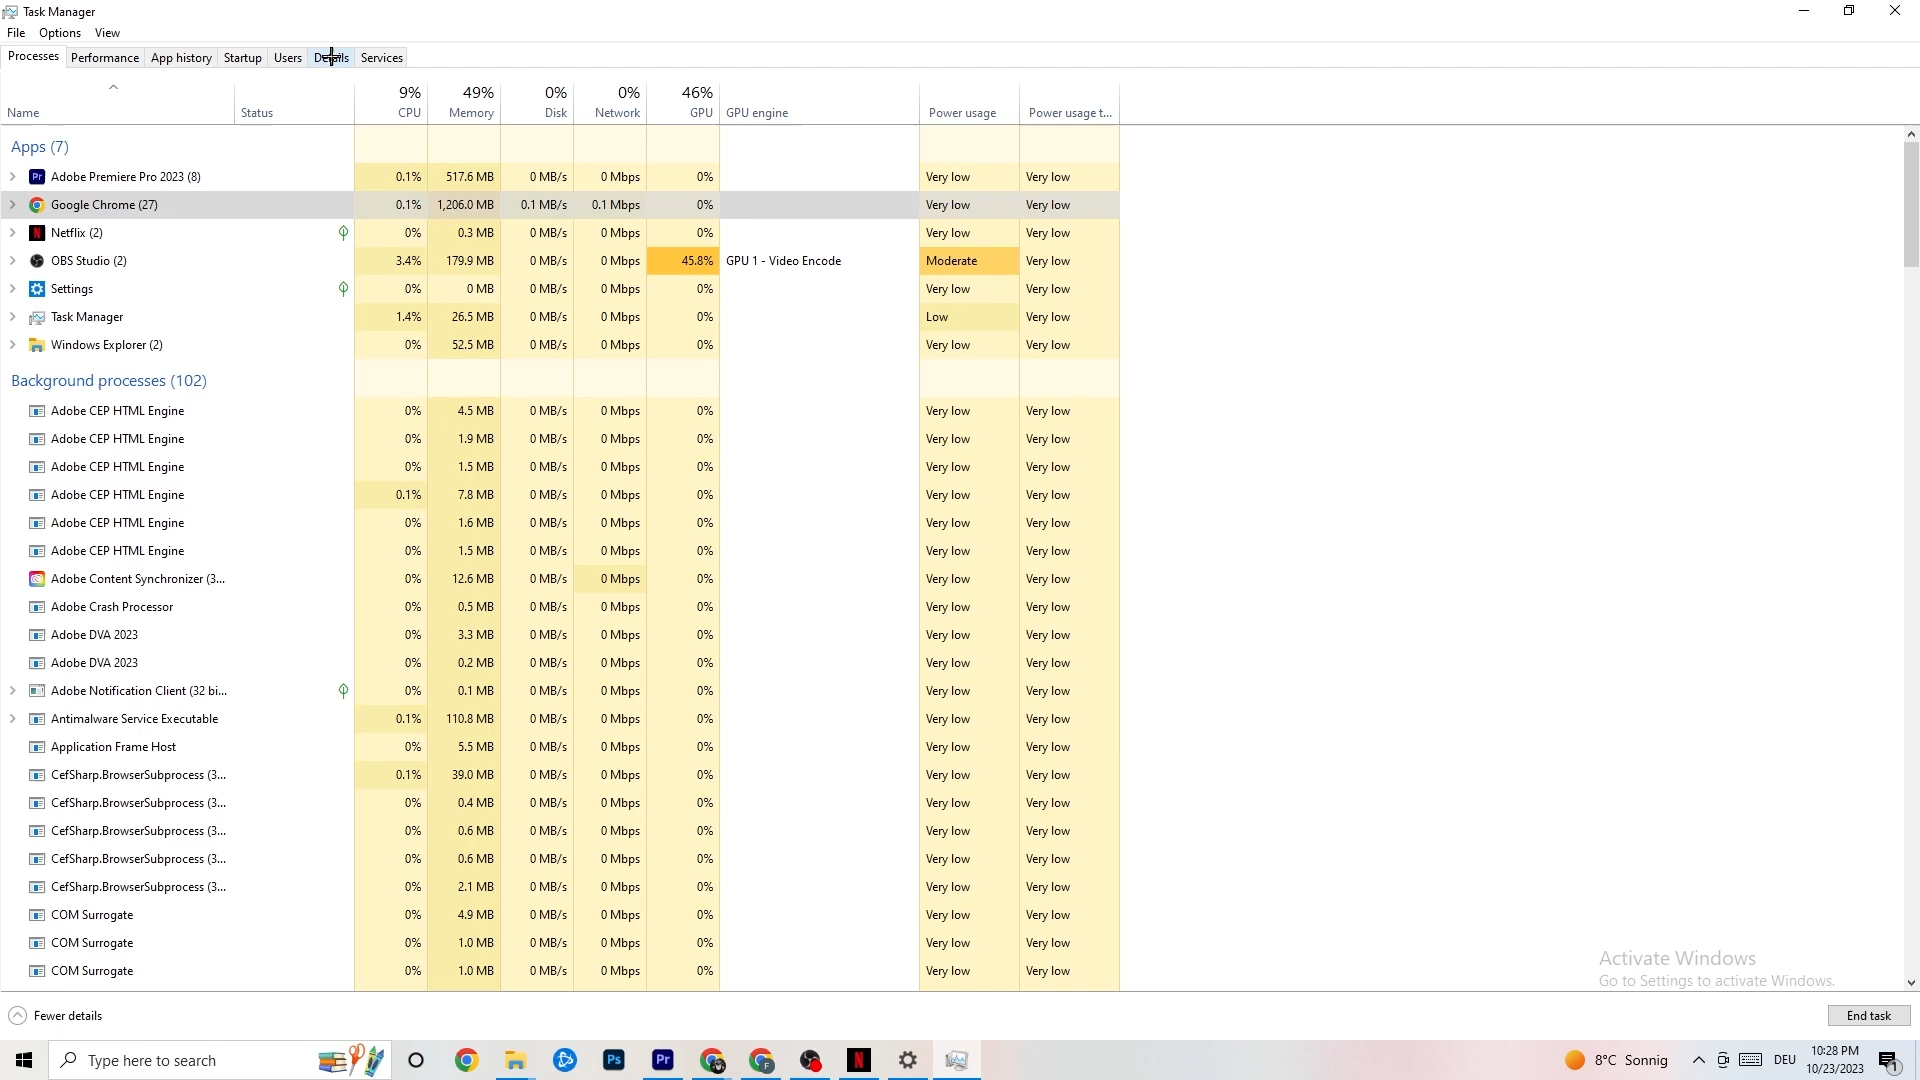 Task Manager
File Options View
Processes Performance App history Startup Users Details Services
9% 49% 0% 0% 46%
Name Status CPU Memory Disk Network GPU GPU engine Power usage Power usage t...
Apps (7)
Adobe Premiere Pro 2023 (8) 0.1% 517.6 MB 0 MB/s 0 Mbps 0% Very low Very low
Google Chrome (27) 0.1% 1,206.0 MB 0.1 MB/s 0.1 Mbps 0% Very low Very low
Netflix (2) 0% 0.3 MB 0 MB/s 0 Mbps 0% Very low Very low
OBS Studio (2) 3.4% 179.9 MB 0 MB/s 0 Mbps 45.8% GPU 1 - Video Encode Moderate Very low
Settings 0% 0 MB 0 MB/s 0 Mbps 0% Very low Very low
Task Manager 1.4% 26.5 MB 0 MB/s 0 Mbps 0% Low Very low
Windows Explorer (2) 0% 52.5 MB 0 MB/s 0 Mbps 0% Very low Very low
Background processes (102)
Adobe CEP HTML Engine 0% 4.5 MB 0 MB/s 0 Mbps 0% Very low Very low
Adobe CEP HTML Engine 0% 1.9 MB 0 MB/s 0 Mbps 0% Very low Very low
Adobe CEP HTML Engine 0% 1.5 MB 0 MB/s 0 Mbps 0% Very low Very low
Adobe CEP HTML Engine 0.1% 7.8 MB 0 MB/s 0 Mbps 0% Very low Very low
Adobe CEP HTML Engine 0% 1.6 MB 0 MB/s 0 Mbps 0% Very low Very low
Adobe CEP HTML Engine 0% 1.5 MB 0 MB/s 0 Mbps 0% Very low Very low
Adobe Content Synchronizer (3... 0% 12.6 MB 0 MB/s 0 Mbps 0% Very low Very low
Adobe Crash Processor 0% 0.5 MB 0 MB/s 0 Mbps 0% Very low Very low
Adobe DVA 2023 0% 3.3 MB 0 MB/s 0 Mbps 0% Very low Very low
Adobe DVA 2023 0% 0.2 MB 0 MB/s 0 Mbps 0% Very low Very low
Adobe Notification Client (32 bi... 0% 0.1 MB 0 MB/s 0 Mbps 0% Very low Very low
Antimalware Service Executable 0.1% 110.8 MB 0 MB/s 0 Mbps 0% Very low Very low
Application Frame Host 0% 5.5 MB 0 MB/s 0 Mbps 0% Very low Very low
CefSharp.BrowserSubprocess (3... 0.1% 39.0 MB 0 MB/s 0 Mbps 0% Very low Very low
CefSharp.BrowserSubprocess (3... 0% 0.4 MB 0 MB/s 0 Mbps 0% Very low Very low
CefSharp.BrowserSubprocess (3... 0% 0.6 MB 0 MB/s 0 Mbps 0% Very low Very low
CefSharp.BrowserSubprocess (3... 0% 0.6 MB 0 MB/s 0 Mbps 0% Very low Very low
CefSharp.BrowserSubprocess (3... 0% 2.1 MB 0 MB/s 0 Mbps 0% Very low Very low
COM Surrogate 0% 4.9 MB 0 MB/s 0 Mbps 0% Very low Very low
COM Surrogate 0% 1.0 MB 0 MB/s 0 Mbps 0% Very low Very low
COM Surrogate 0% 1.0 MB 0 MB/s 0 Mbps 0% Very low Very low
Activate Windows
Go to Settings to activate Windows.
Fewer details End task
Type here to search Ps Pr F N 8°C Sonnig DEU 10:28 PM
10/23/2023 1